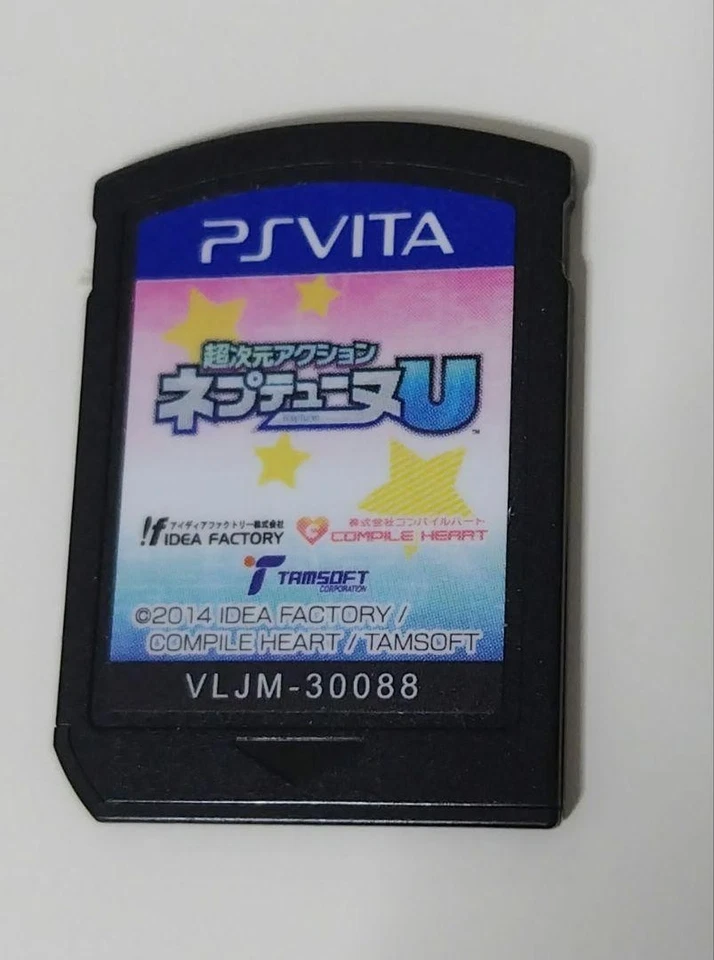 PSVITA
超次元アクション
ネプテューヌU
™
アイディアファクトリー株式会社
!f IDEA FACTORY
株式会社コンパイルハート
COMPILE HEART
TAMSOFT
CORPORATION
©2014 IDEA FACTORY /
COMPILE HEART / TAMSOFT
VLJM-30088